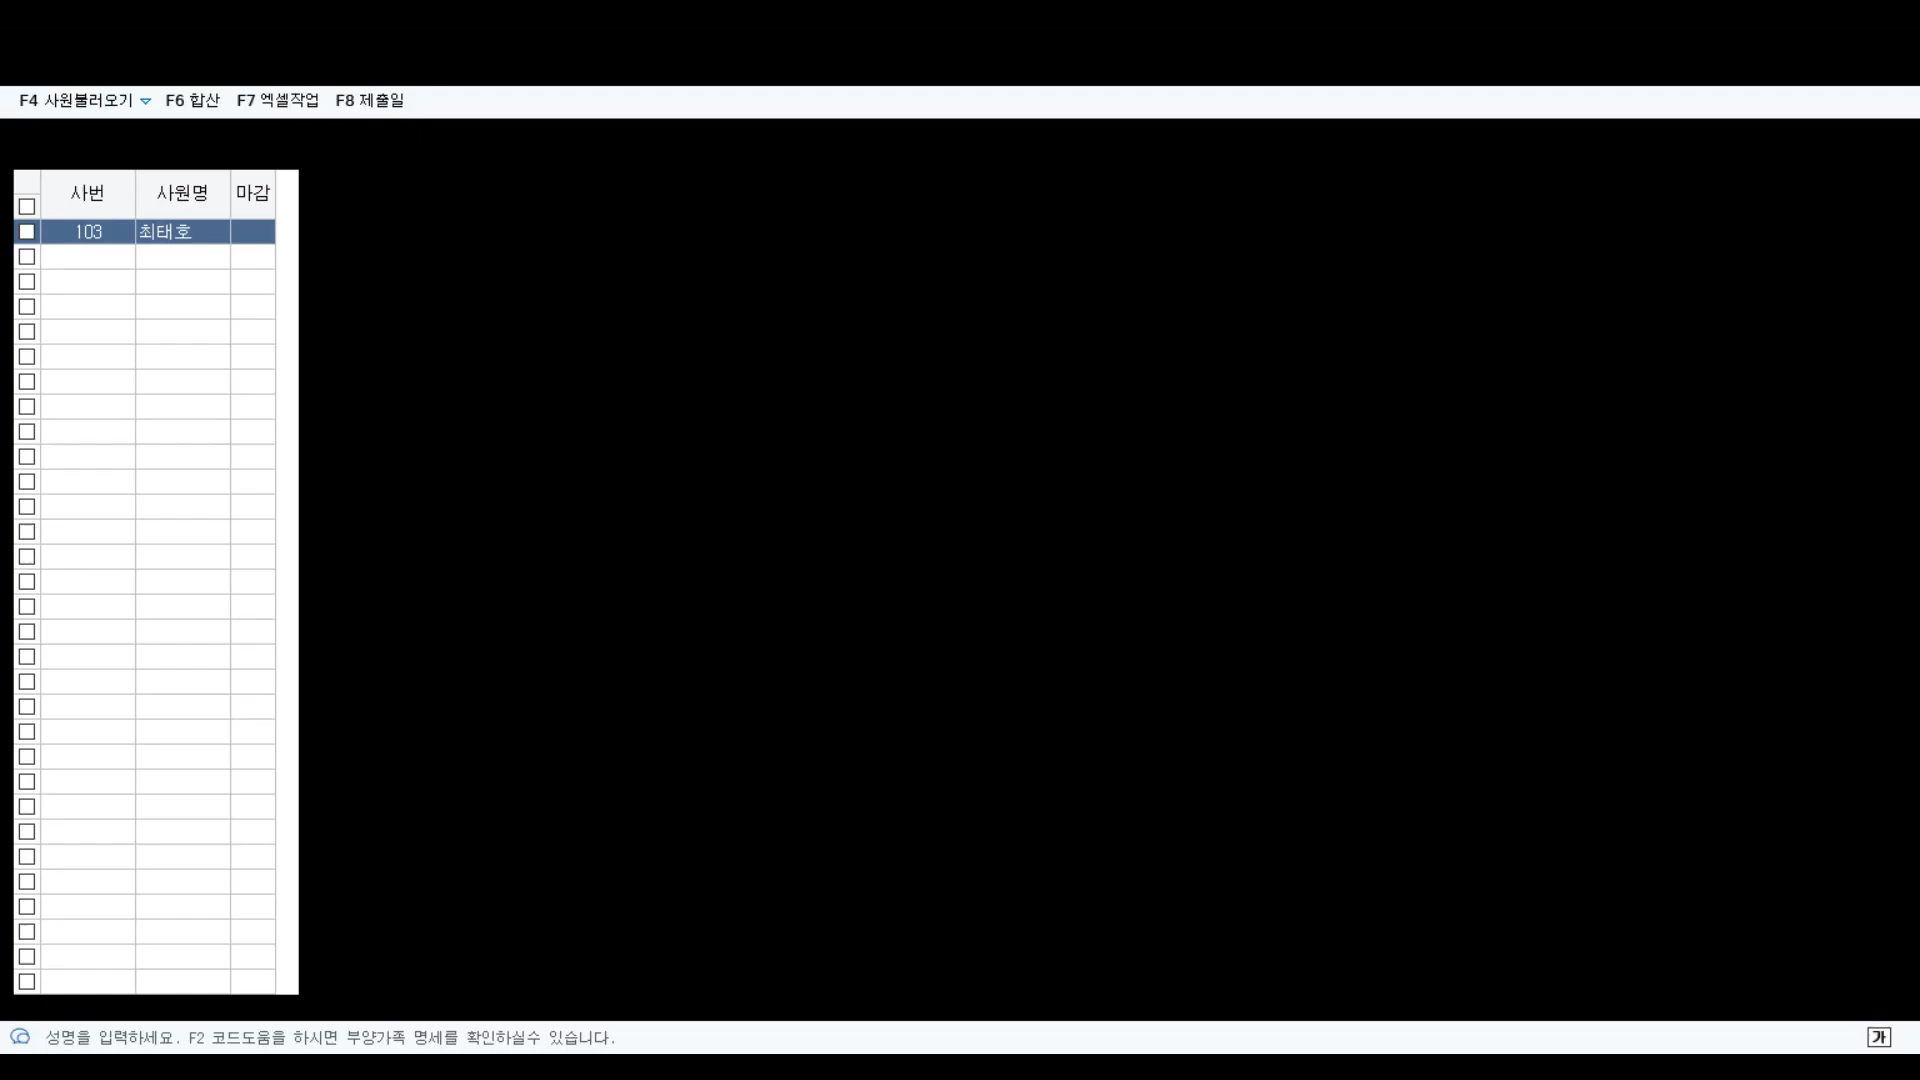 F4 사원불러오기 F6 합산 F7 엑셀작업 F8 제출일
사번 사원명 마감
103 최태호
성명을 입력하세요. F2 코드도움을 하시면 부양가족 명세를 확인하실수 있습니다.
가